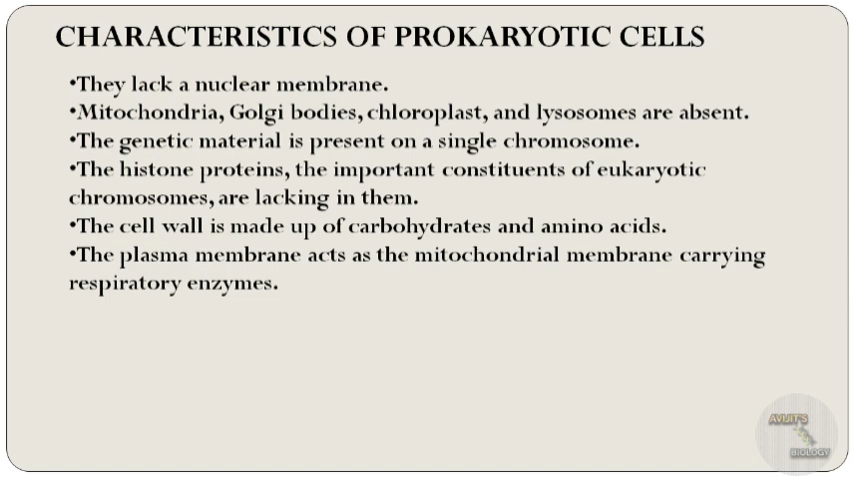 CHARACTERISTICS OF PROKARYOTIC CELLS
•They lack a nuclear membrane.
•Mitochondria, Golgi bodies, chloroplast, and lysosomes are absent.
•The genetic material is present on a single chromosome.
•The histone proteins, the important constituents of eukaryotic
chromosomes, are lacking in them.
•The cell wall is made up of carbohydrates and amino acids.
•The plasma membrane acts as the mitochondrial membrane carrying
respiratory enzymes.
AVIJIT'S
BIOLOGY